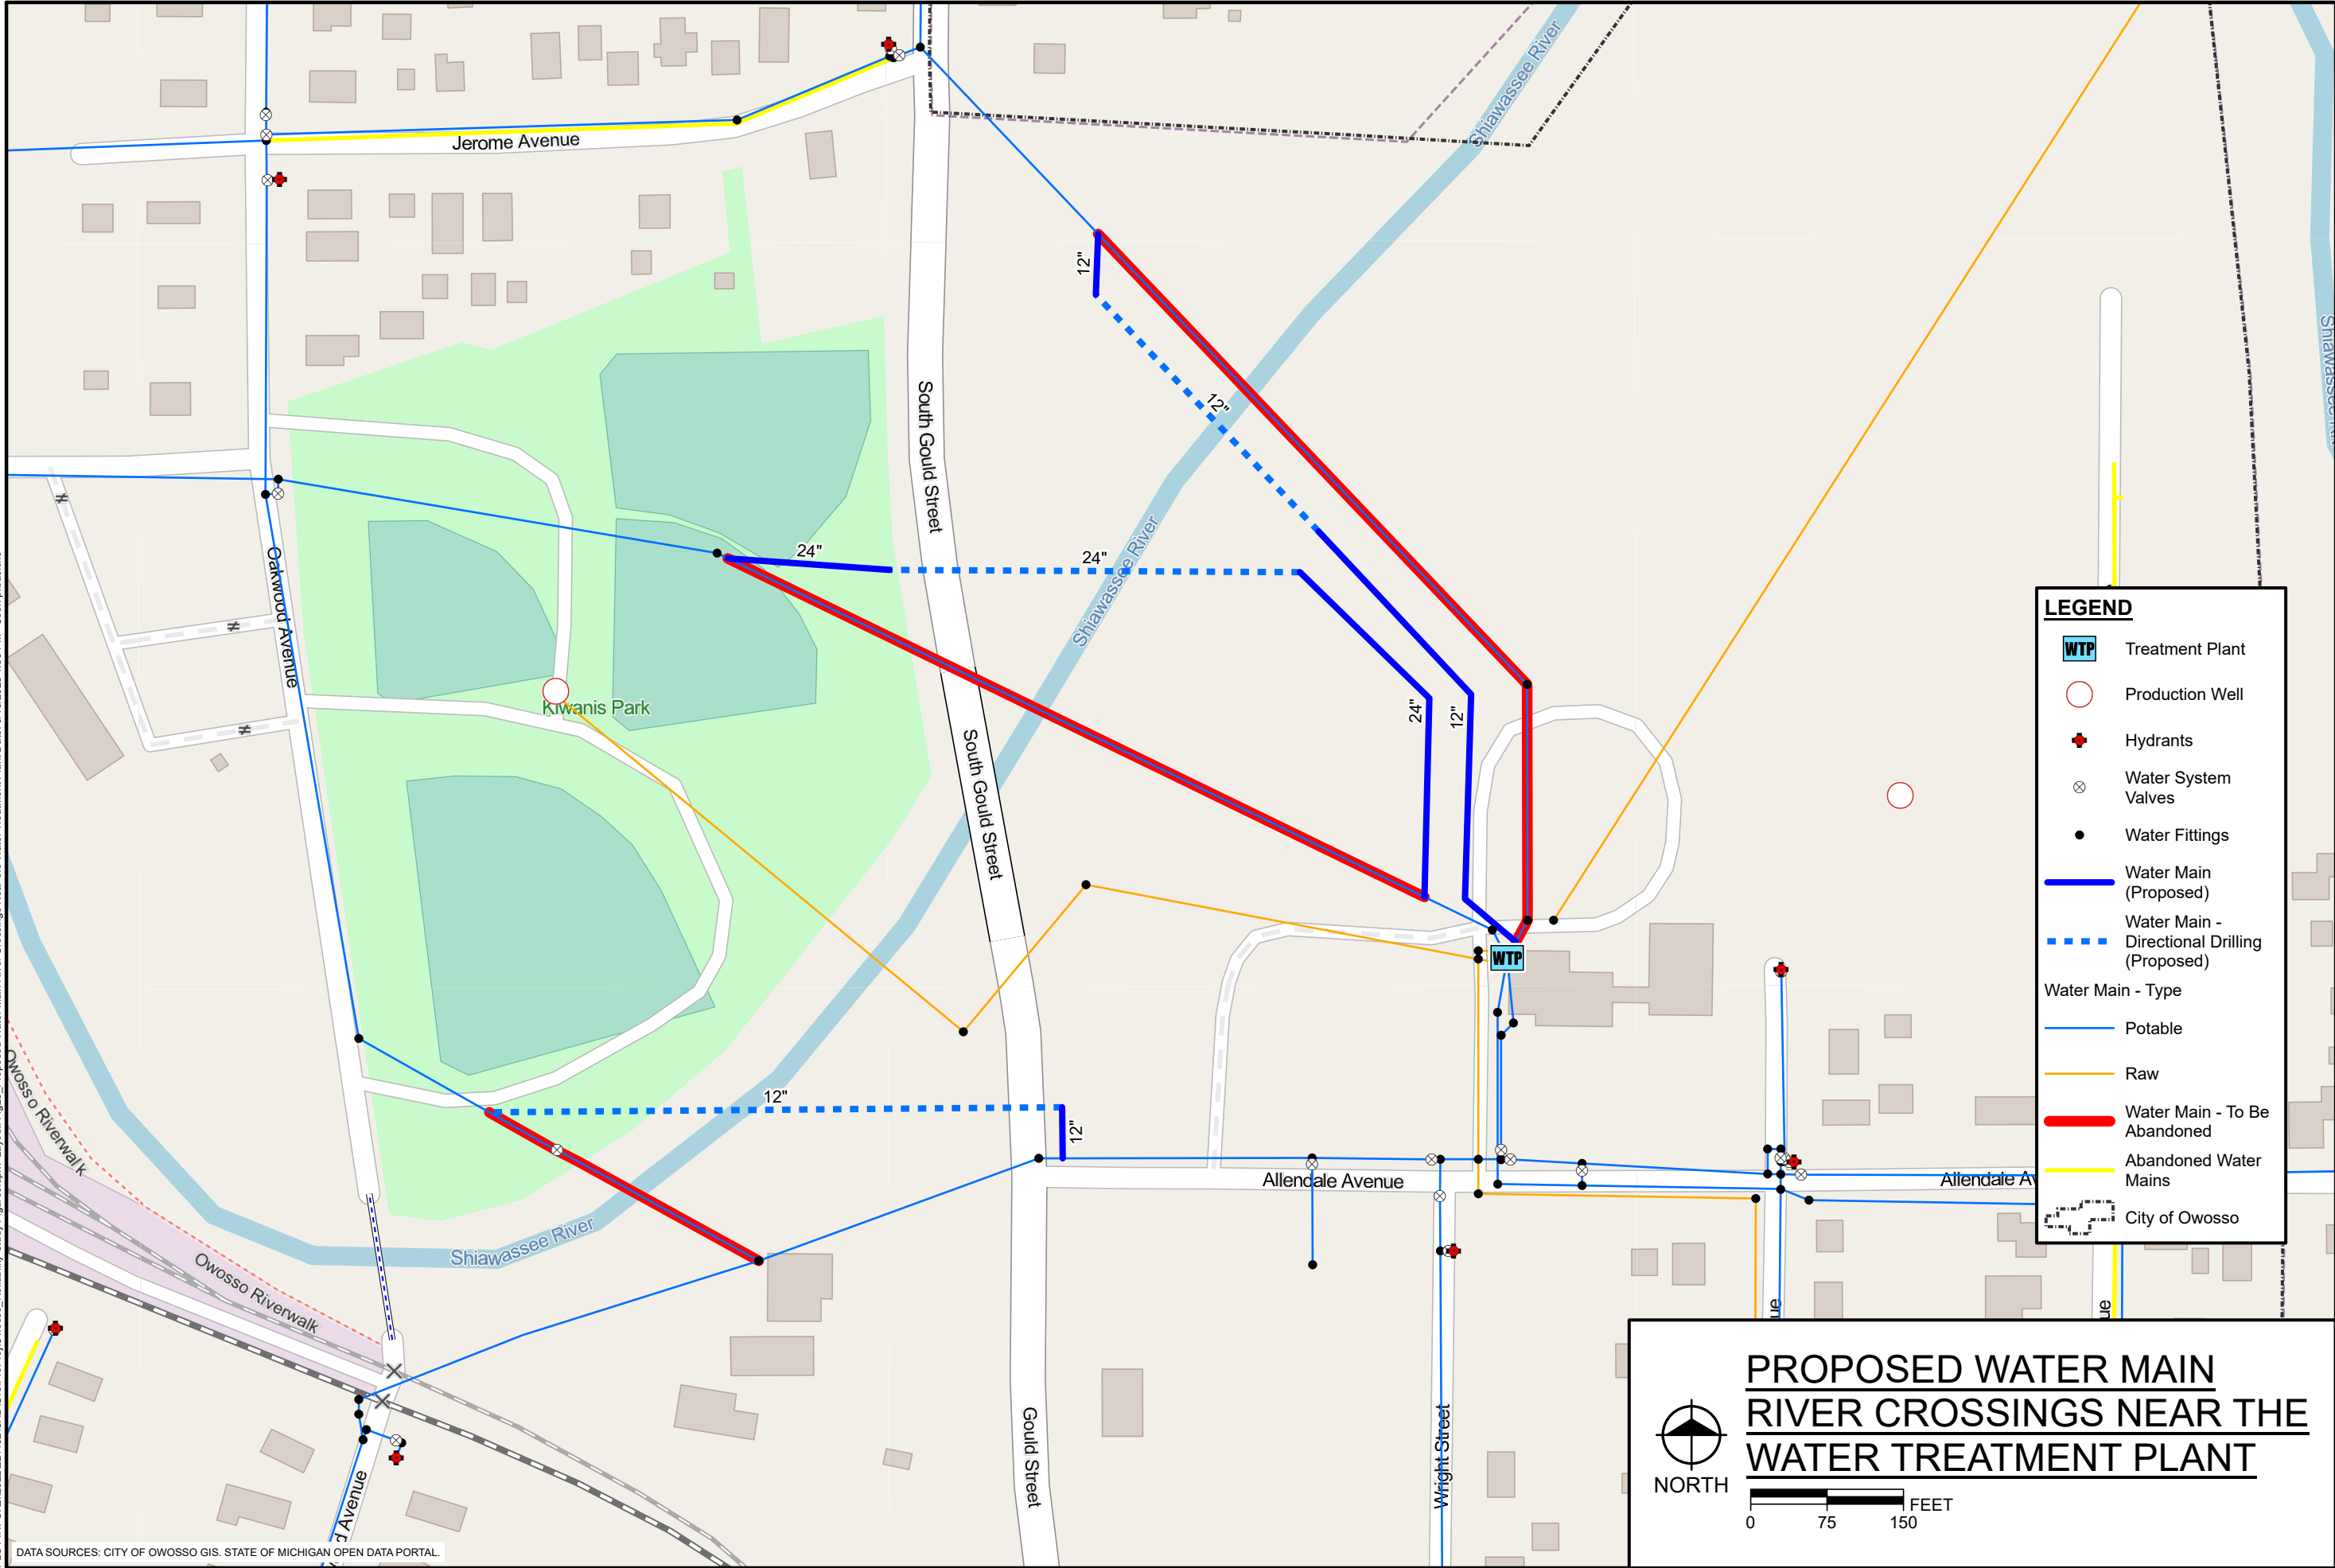 Jerome Avenue
Shiawassee River
12"
12"
South Gould Street
24"
24"
Shiawassee River
Oakwood Avenue
24"
12"
Kiwanis Park
South Gould Street
WTP
12"
12"
Allendale Avenue
Shiawassee River
Owosso Riverwalk
Owosso Riverwalk
Gould Street
Wright Street
Avenue
LEGEND
WTP
Treatment Plant
Production Well
Hydrants
Water System
Valves
Water Fittings
Water Main
(Proposed)
Water Main -
Directional Drilling
(Proposed)
Water Main - Type
Potable
Raw
Water Main - To Be
Abandoned
Abandoned Water
Mains
City of Owosso
PROPOSED WATER MAIN
RIVER CROSSINGS NEAR THE
WATER TREATMENT PLANT
NORTH
FEET
0 75 150
DATA SOURCES: CITY OF OWOSSO GIS. STATE OF MICHIGAN OPEN DATA PORTAL.